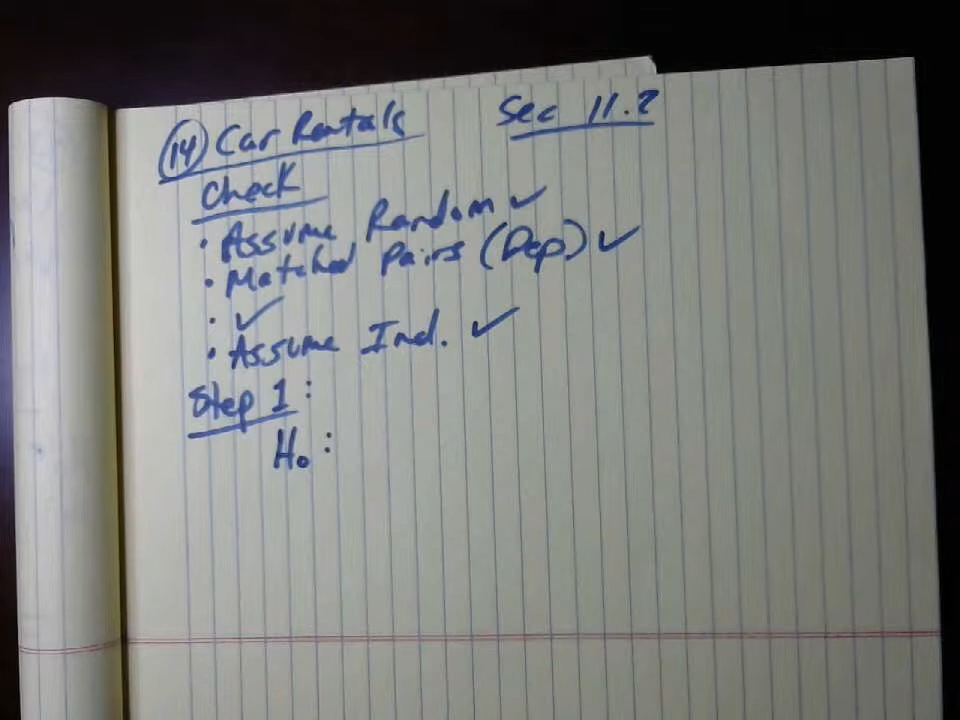 14 Car Rentals Sec 11.2
Check
• Assume Random ✓
• Matched Pairs (Dep) ✓
• ✓
• Assume Ind. ✓
Step 1:
H₀: